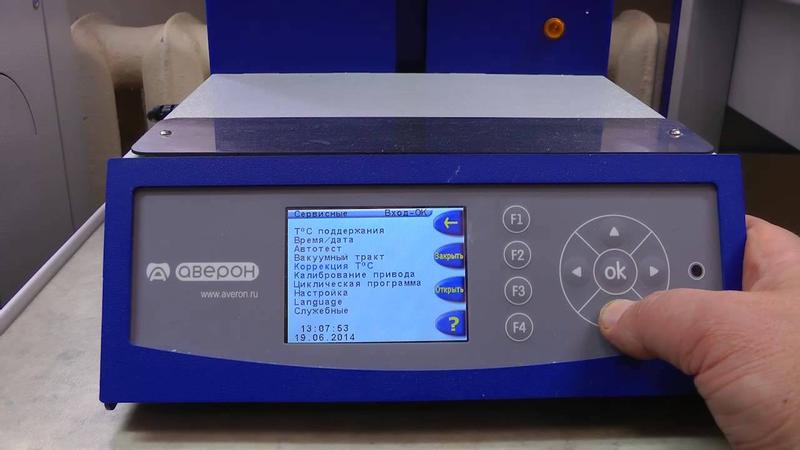 Сервисные Вход-OK
T°C поддержания
Время/дата
Автотест
Вакуумный тракт
Коррекция T°C
Калибрование привода
Циклическая программа
Настройка
Language
Служебные
13:07:53
19.06.2014
Закрыть
Открыть
?
аверон
www.averon.ru
F1
F2
F3
F4
ok